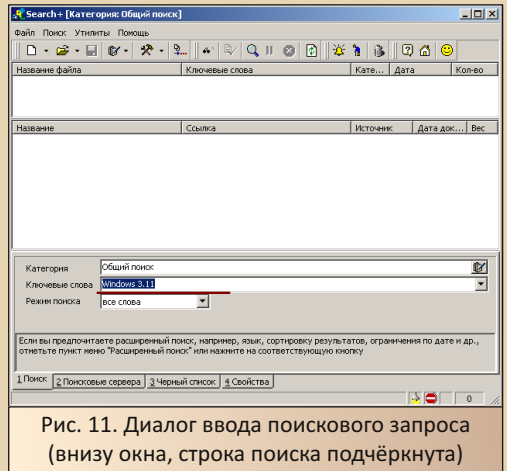 Search+ [Категория: Общий поиск]
Файл Поиск Утилиты Помощь
Название файла Ключевые слова Кате... Дата Кол-во
Название Ссылка Источник Дата док... Вес
Категория Общий поиск
Ключевые слова Windows 3.11
Режим поиска все слова
Если вы предпочитаете расширенный поиск, например, язык, сортировку результатов, ограничения по дате и др.,
отметьте пункт меню "Расширенный поиск" или нажмите на соответствующую кнопку
1 Поиск 2 Поисковые сервера 3 Черный список 4 Свойства
0
Рис. 11. Диалог ввода поискового запроса
(внизу окна, строка поиска подчёркнута)